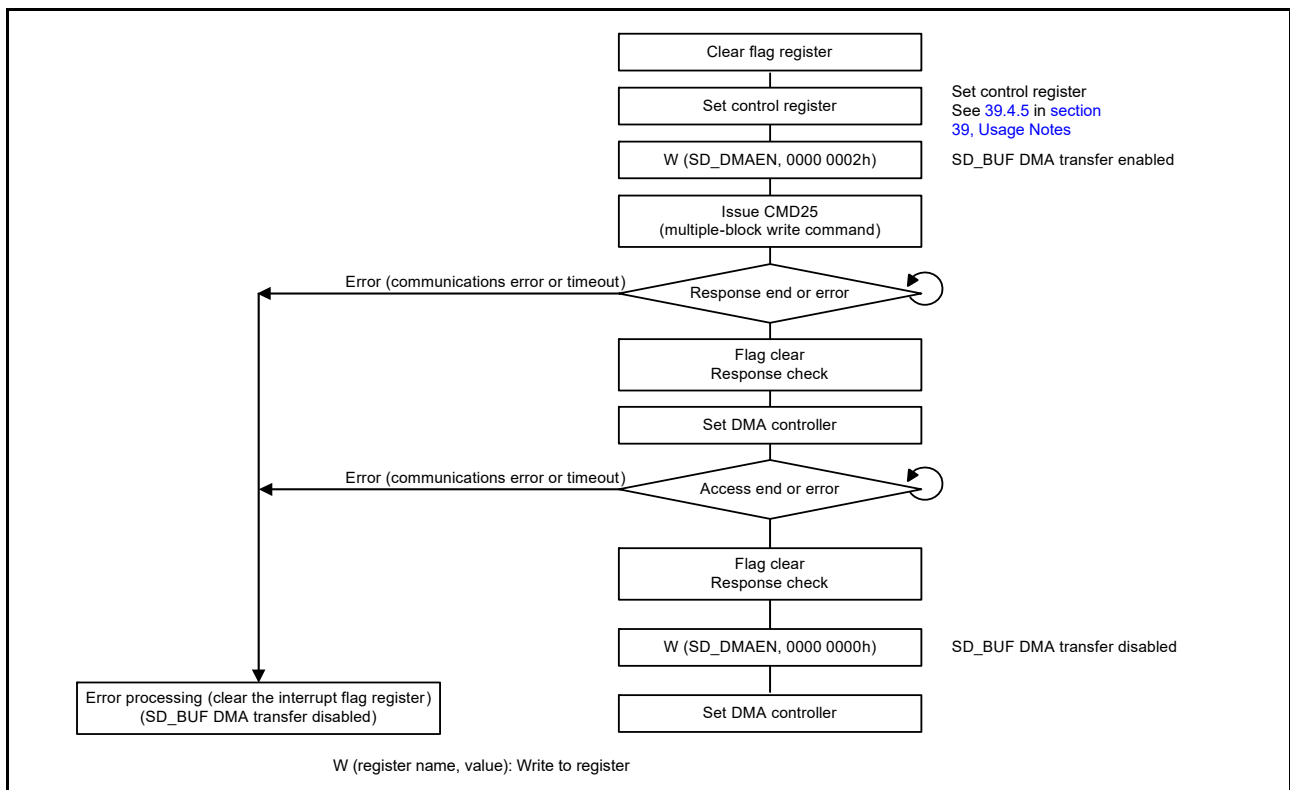 Clear flag register
Set control register
Set control register
See 39.4.5 in section
39, Usage Notes
W (SD_DMAEN, 0000 0002h)
SD_BUF DMA transfer enabled
Issue CMD25
(multiple-block write command)
Error (communications error or timeout)
Response end or error
Flag clear
Response check
Set DMA controller
Error (communications error or timeout)
Access end or error
Flag clear
Response check
W (SD_DMAEN, 0000 0000h)
SD_BUF DMA transfer disabled
Error processing (clear the interrupt flag register)
(SD_BUF DMA transfer disabled)
Set DMA controller
W (register name, value): Write to register